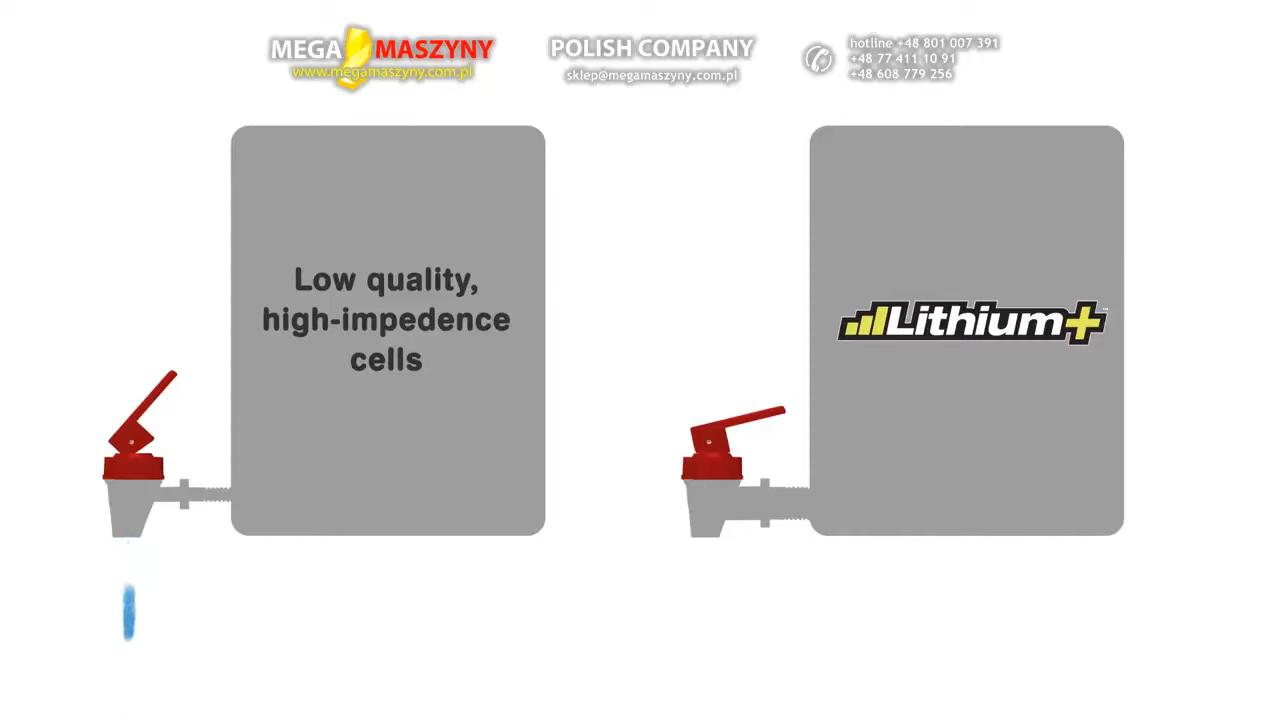 MEGA MASZYNY
www.megamaszyny.com.pl
POLISH COMPANY
sklep@megamaszyny.com.pl
hotline +48 801 007 391
+48 77 411 10 91
+48 608 779 256
Low quality,
high-impedence
cells
Lithium+